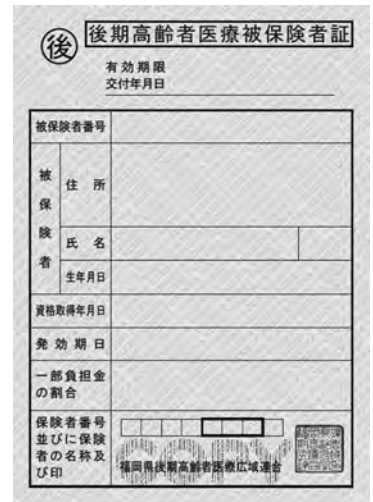 後 後期高齢者医療被保険者証
有効期限
交付年月日
被保険者番号
被保険者
住所
氏名
生年月日
資格取得年月日
発効期日
一部負担金
の割合
保険者番号
並びに保険
者の名称及
び印
福岡県後期高齢者医療広域連合
COPY